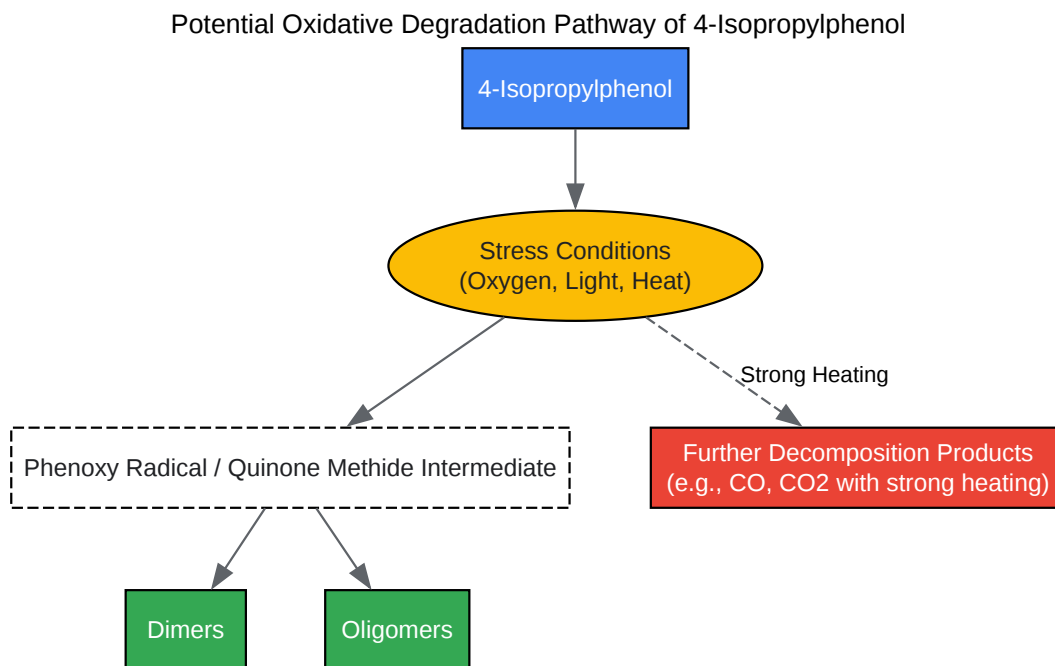 Potential Oxidative Degradation Pathway of 4-Isopropylphenol
4-Isopropylphenol
Stress Conditions
(Oxygen, Light, Heat)
Strong Heating
Phenoxy Radical / Quinone Methide Intermediate
Further Decomposition Products
(e.g., CO, CO2 with strong heating)
Dimers
Oligomers